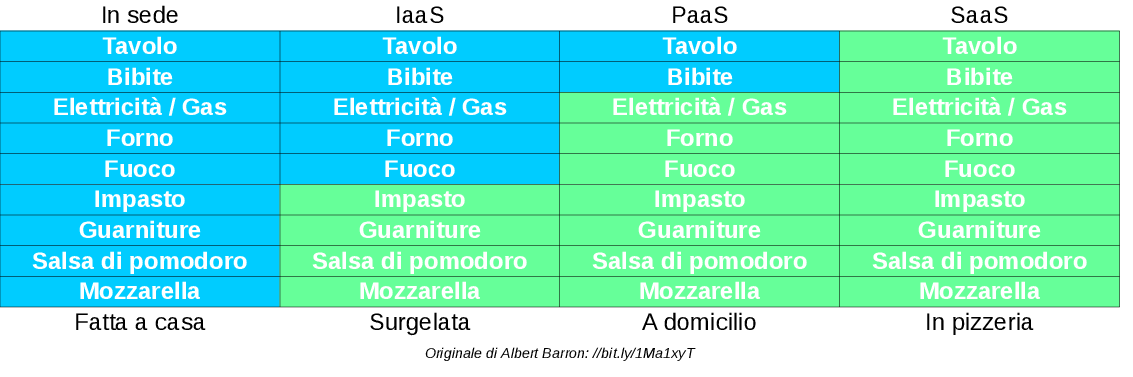 In sede IaaS PaaS SaaS
Tavolo Tavolo Tavolo Tavolo
Bibite Bibite Bibite Bibite
Elettricità / Gas Elettricità / Gas Elettricità / Gas Elettricità / Gas
Forno Forno Forno Forno
Fuoco Fuoco Fuoco Fuoco
Impasto Impasto Impasto Impasto
Guarniture Guarniture Guarniture Guarniture
Salsa di pomodoro Salsa di pomodoro Salsa di pomodoro Salsa di pomodoro
Mozzarella Mozzarella Mozzarella Mozzarella
Fatta a casa Surgelata A domicilio In pizzeria
Originale di Albert Barron: //bit.ly/1Ma1xyT